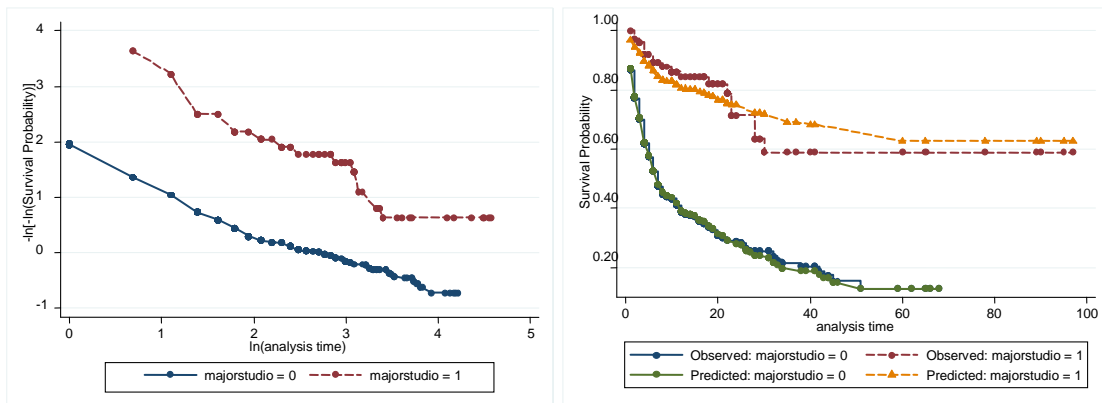 -ln[-ln(Survival Probability)]
4
3
2
1
0
-1
0 1 2 3 4 5
ln(analysis time)
majorstudio = 0 majorstudio = 1
Survival Probability
1.00
0.80
0.60
0.40
0.20
0 20 40 60 80 100
analysis time
Observed: majorstudio = 0 Observed: majorstudio = 1
Predicted: majorstudio = 0 Predicted: majorstudio = 1